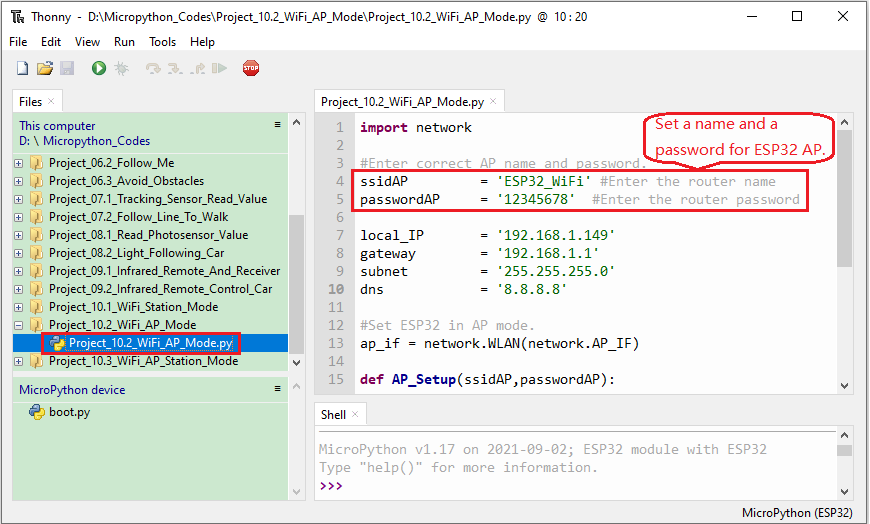 Thonny - D:\Micropython_Codes\Project_10.2_WiFi_AP_Mode\Project_10.2_WiFi_AP_Mode.py @ 10 : 20
File Edit View Run Tools Help
STOP
Files
This computer
D: \ Micropython_Codes
Project_06.2_Follow_Me
Project_06.3_Avoid_Obstacles
Project_07.1_Tracking_Sensor_Read_Value
Project_07.2_Follow_Line_To_Walk
Project_08.1_Read_Photosensor_Value
Project_08.2_Light_Following_Car
Project_09.1_Infrared_Remote_And_Receiver
Project_09.2_Infrared_Remote_Control_Car
Project_10.1_WiFi_Station_Mode
Project_10.2_WiFi_AP_Mode
Project_10.2_WiFi_AP_Mode.py
Project_10.3_WiFi_AP_Station_Mode
MicroPython device
boot.py
Project_10.2_WiFi_AP_Mode.py
Set a name and a
password for ESP32 AP.
1 import network
2
3 #Enter correct AP name and password.
4 ssidAP = 'ESP32_WiFi' #Enter the router name
5 passwordAP = '12345678' #Enter the router password
6
7 local_IP = '192.168.1.149'
8 gateway = '192.168.1.1'
9 subnet = '255.255.255.0'
10 dns = '8.8.8.8'
11
12 #Set ESP32 in AP mode.
13 ap_if = network.WLAN(network.AP_IF)
14
15 def AP_Setup(ssidAP,passwordAP):
Shell
MicroPython v1.17 on 2021-09-02; ESP32 module with ESP32
Type "help()" for more information.
>>>
MicroPython (ESP32)